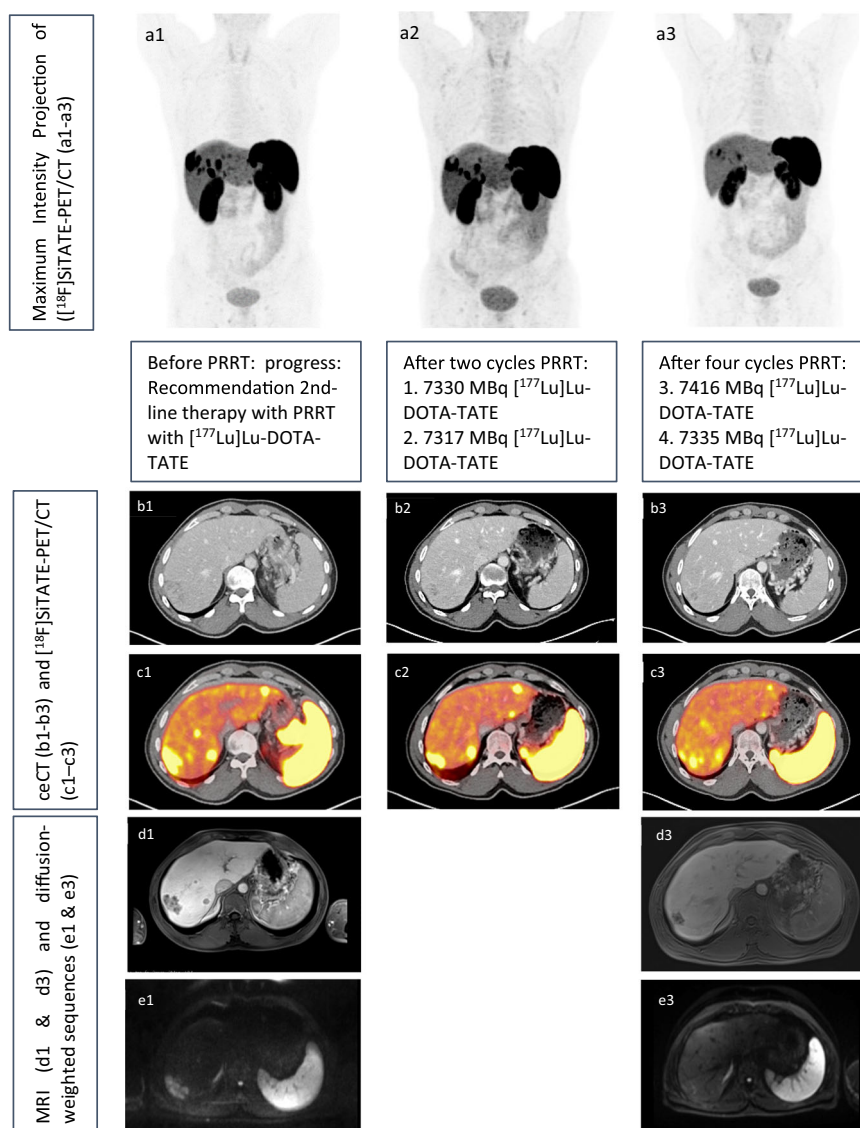 Maximum Intensity Projection of
([¹⁸F]SiTATE-PET/CT (a1-a3)
a1
a2
a3
Before PRRT: progress:
Recommendation 2nd-
line therapy with PRRT
with [¹⁷⁷Lu]Lu-DOTA-
TATE
After two cycles PRRT:
1. 7330 MBq [¹⁷⁷Lu]Lu-
DOTA-TATE
2. 7317 MBq [¹⁷⁷Lu]Lu-
DOTA-TATE
After four cycles PRRT:
3. 7416 MBq [¹⁷⁷Lu]Lu-
DOTA-TATE
4. 7335 MBq [¹⁷⁷Lu]Lu-
DOTA-TATE
ceCT (b1-b3) and [¹⁸F]SiTATE-PET/CT
(c1–c3)
b1
b2
b3
c1
c2
c3
MRI (d1 & d3) and diffusion-
weighted sequences (e1 & e3)
d1
d3
e1
e3